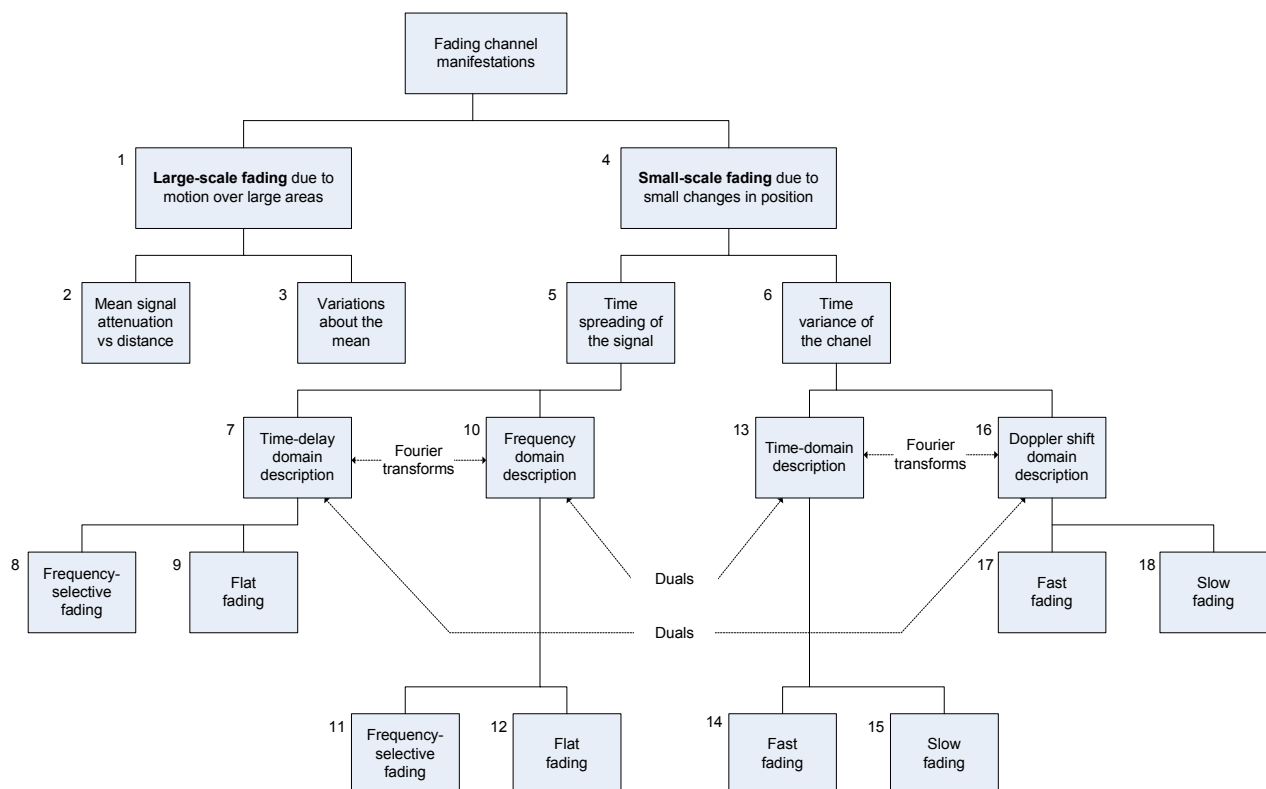 Fading channel
manifestations
1
Large-scale fading due to
motion over large areas
4
Small-scale fading due to
small changes in position
2
Mean signal
attenuation
vs distance
3
Variations
about the
mean
5
Time
spreading of
the signal
6
Time
variance of
the chanel
7
Time-delay
domain
description
Fourier
transforms
10
Frequency
domain
description
13
Time-domain
description
Fourier
transforms
16
Doppler shift
domain
description
8
Frequency-
selective
fading
9
Flat
fading
Duals
17
Fast
fading
18
Slow
fading
Duals
11
Frequency-
selective
fading
12
Flat
fading
14
Fast
fading
15
Slow
fading